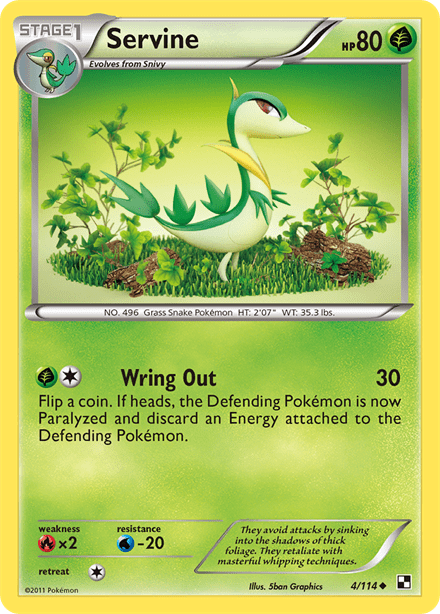 STAGE1
Servine
HP80
Evolves from Snivy
NO. 496 Grass Snake Pokémon HT: 2'07" WT: 35.3 lbs.
Wring Out 30
Flip a coin. If heads, the Defending Pokémon is now
Paralyzed and discard an Energy attached to the
Defending Pokémon.
weakness
×2
resistance
-20
retreat
They avoid attacks by sinking
into the shadows of thick
foliage. They retaliate with
masterful whipping techniques.
©2011 Pokémon
Illus. 5ban Graphics
4/114